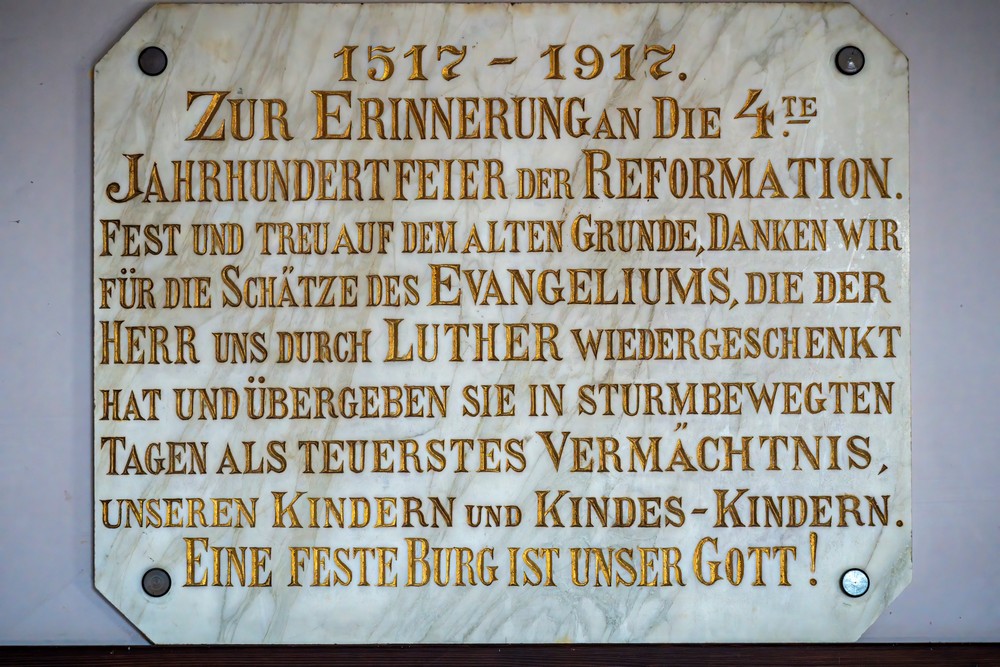 1517 - 1917.
ZUR ERINNERUNG AN DIE 4.TE
JAHRHUNDERTFEIER DER REFORMATION.
FEST UND TREU AUF DEM ALTEN GRUNDE, DANKEN WIR
FÜR DIE SCHÄTZE DES EVANGELIUMS, DIE DER
HERR UNS DURCH LUTHER WIEDERGESCHENKT
HAT UND ÜBERGEBEN SIE IN STURMBEWEGTEN
TAGEN ALS TEUERSTES VERMÄCHTNIS,
UNSEREN KINDERN UND KINDES-KINDERN.
EINE FESTE BURG IST UNSER GOTT!